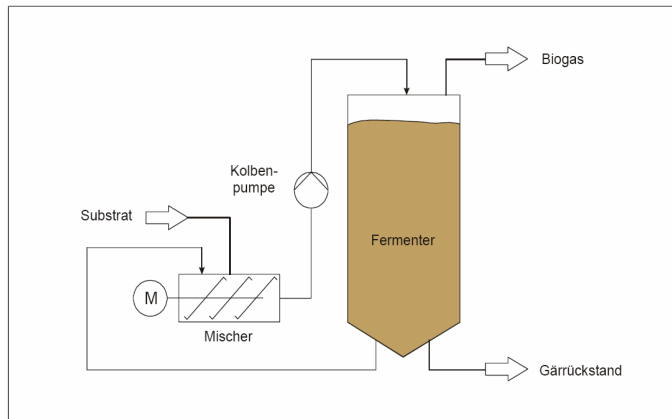 Biogas
Kolben-
pumpe
Substrat
Fermenter
M
Mischer
Gärrückstand